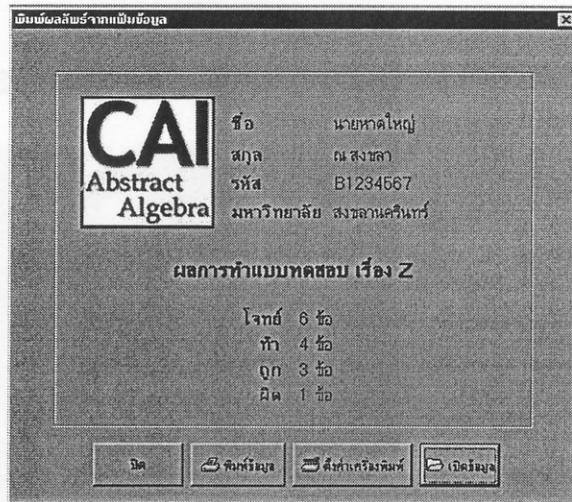 พิมพ์ผลลัพธ์จากแฟ้มข้อมูล
CAI
Abstract
Algebra
ชื่อ นายหาดใหญ่
สกุล ณ สงขลา
รหัส B1234567
มหาวิทยาลัย สงขลานครินทร์
ผลการทำแบบทดสอบ เรื่อง Z
โจทย์ 6 ข้อ
ทำ 4 ข้อ
ถูก 3 ข้อ
ผิด 1 ข้อ
ปิด พิมพ์ข้อมูล ตั้งค่าเครื่องพิมพ์ เปิดข้อมูล